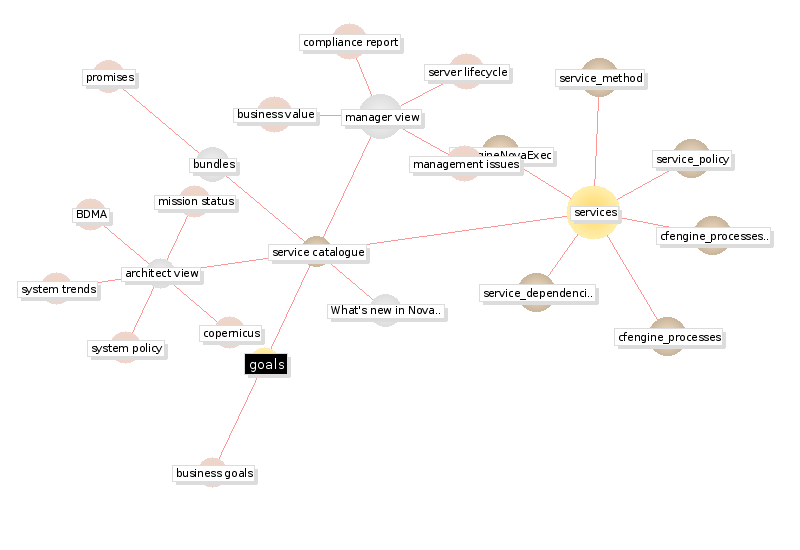 compliance report
promises
server lifecycle
service_method
business value
manager view
gineNovaExec
management issues
service_policy
bundles
mission status
BDMA
services
cfengine_processes..
service catalogue
architect view
system trends
service_dependenci..
What's new in Nova..
copernicus
cfengine_processes
system policy
goals
business goals